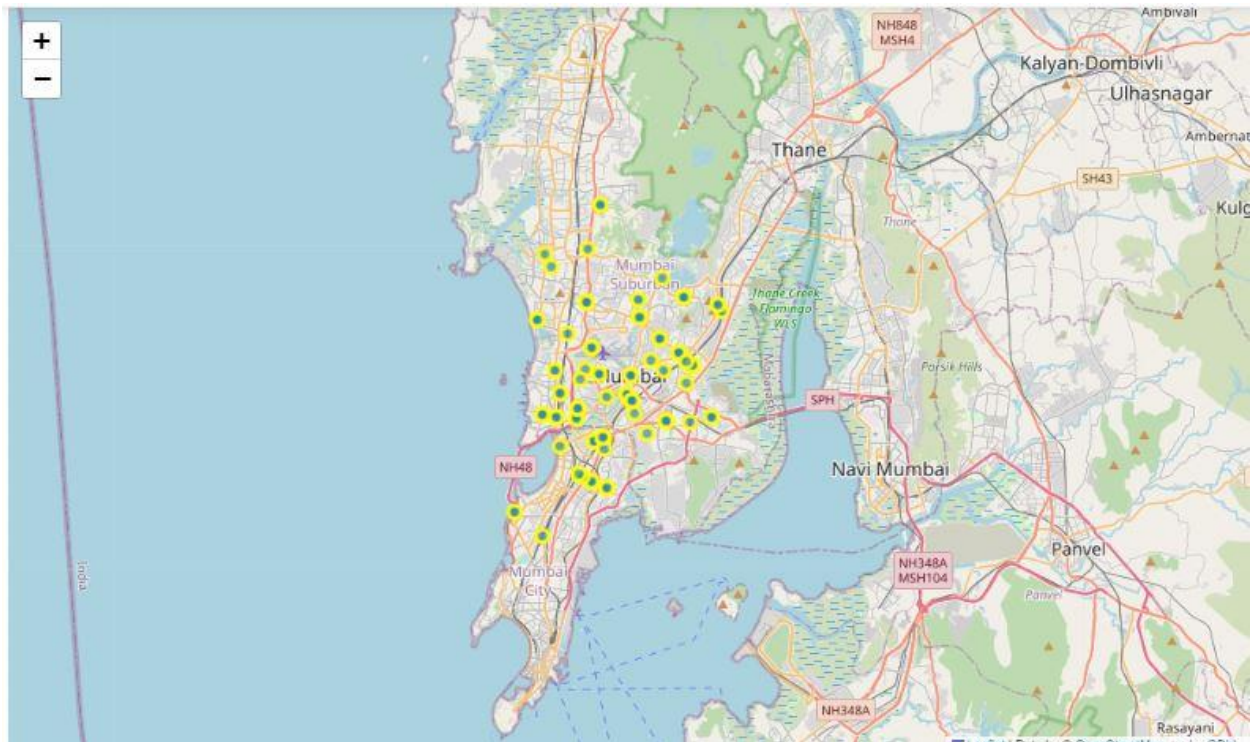 +
−
NH848
MSH4
Ambivali
Kalyan-Dombivli
Ulhasnagar
Ambernat
Thane
SH43
Kulg
Thane
Mumbai
Suburban
Thane Creek
Flamingo
WLS
Maharashtra
Parsik Hills
SPH
NH48
Navi Mumbai
NH348A
MSH104
Panvel
Panvel
Mumbai
City
India
NH348A
Rasayani